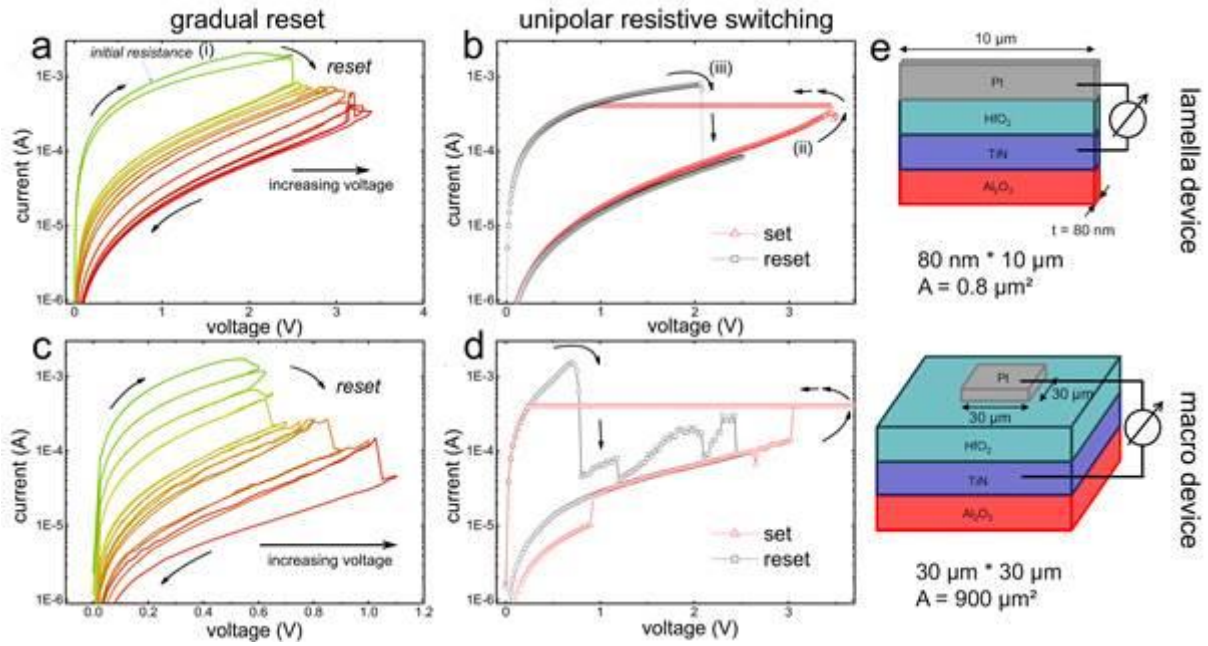 gradual reset
unipolar resistive switching
a
initial resistance (i)
reset
increasing voltage
current (A)
1E-3
1E-4
1E-5
1E-6
0 1 2 3 4
voltage (V)
b
(iii)
(ii)
set
reset
current (A)
1E-3
1E-4
1E-5
1E-6
0 1 2 3
voltage (V)
e
10 µm
Pt
HfO₂
TiN
Al₂O₃
t = 80 nm
80 nm * 10 µm
A = 0.8 µm²
lamella device
c
reset
increasing voltage
current (A)
1E-3
1E-4
1E-5
1E-6
0.0 0.2 0.4 0.6 0.8 1.0 1.2
voltage (V)
d
set
reset
current (A)
1E-3
1E-4
1E-5
1E-6
0 1 2 3
voltage (V)
Pt
30 µm
30 µm
HfO₂
TiN
Al₂O₃
30 µm * 30 µm
A = 900 µm²
macro device